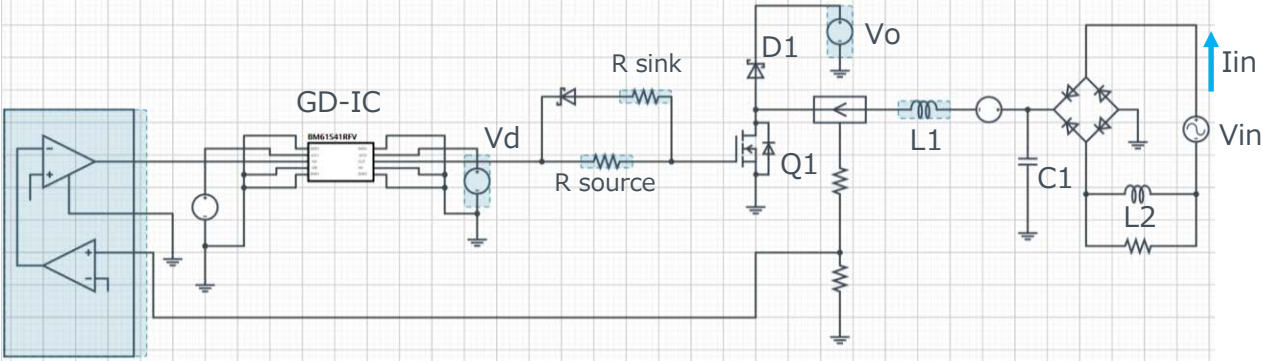 Vo
D1
Iin
R sink
GD-IC
BM61S41RFV
Vd
Vin
L1
Q1
R source
C1
L2